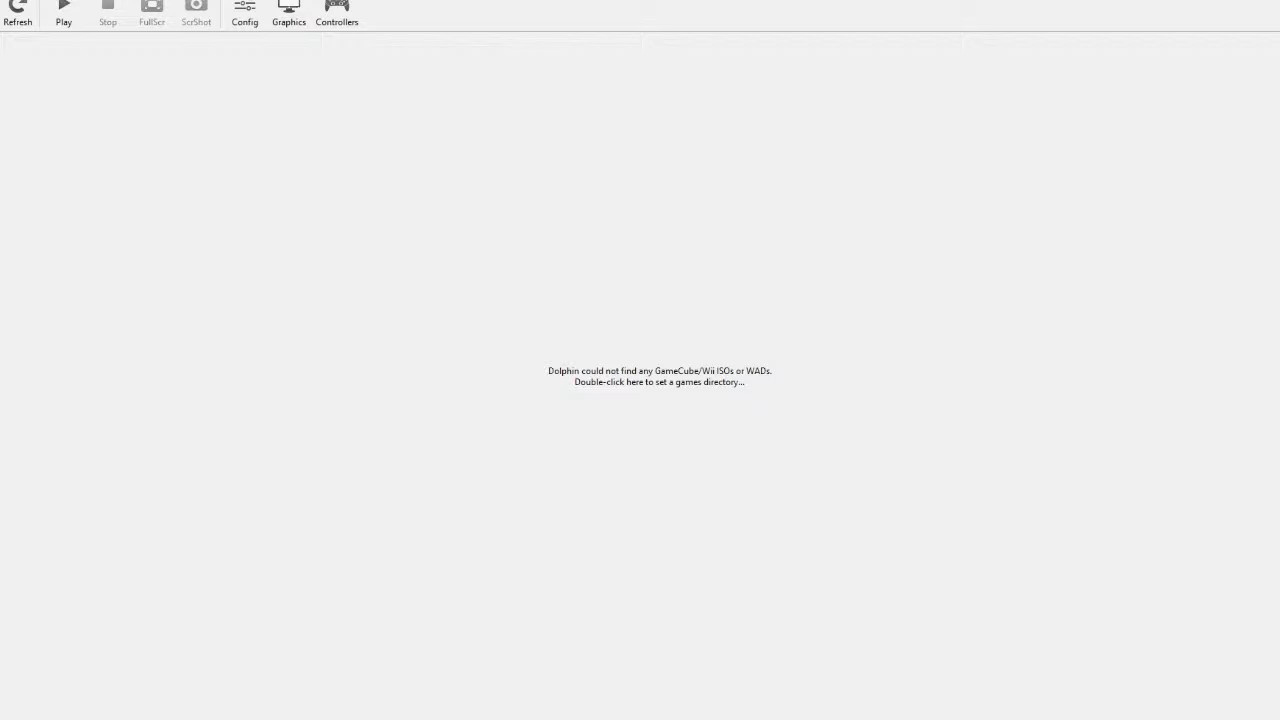 Refresh Play Stop FullScr ScrShot Config Graphics Controllers
Dolphin could not find any GameCube/Wii ISOs or WADs.
Double-click here to set a games directory...